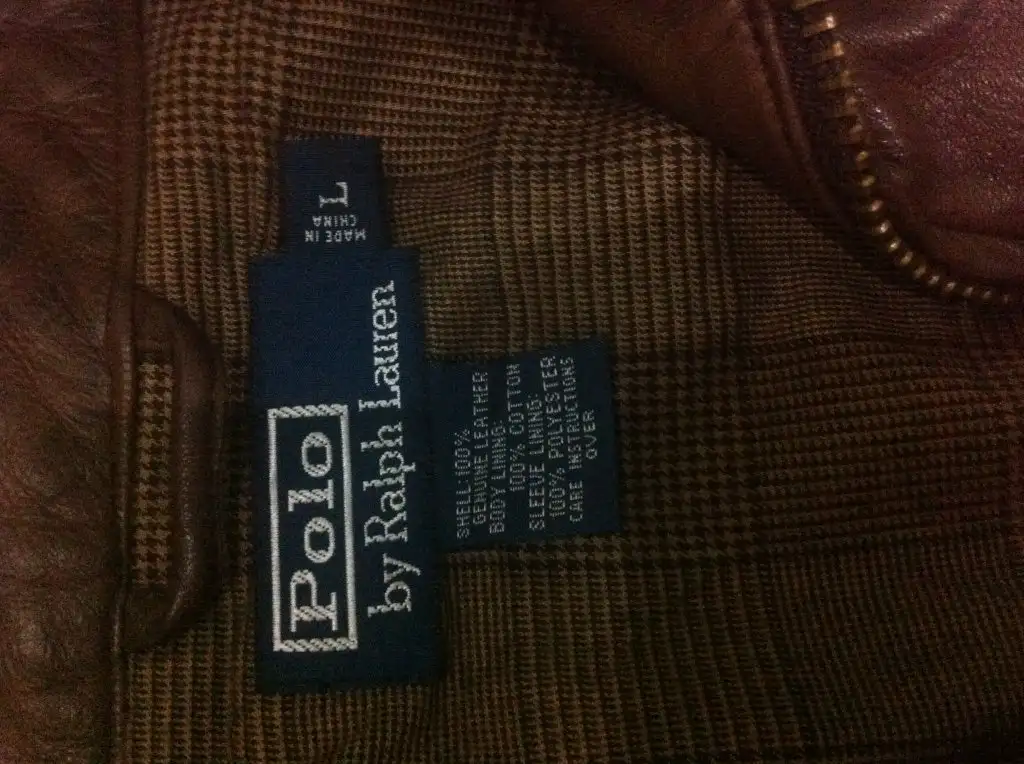 Polo
by Ralph Lauren
L
MADE IN
CHINA
SHELL:100%
GENUINE LEATHER
BODY LINING:
100% COTTON
SLEEVE LINING:
100% POLYESTER
CARE INSTRUCTIONS
OVER